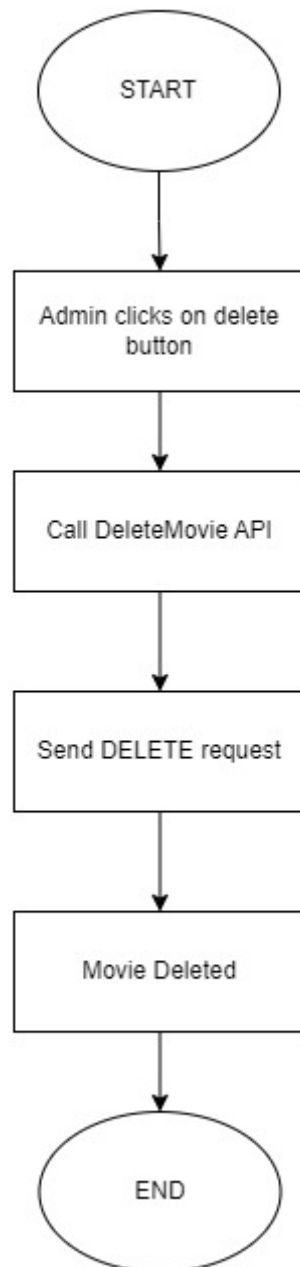 START
Admin clicks on delete
button
Call DeleteMovie API
Send DELETE request
Movie Deleted
END